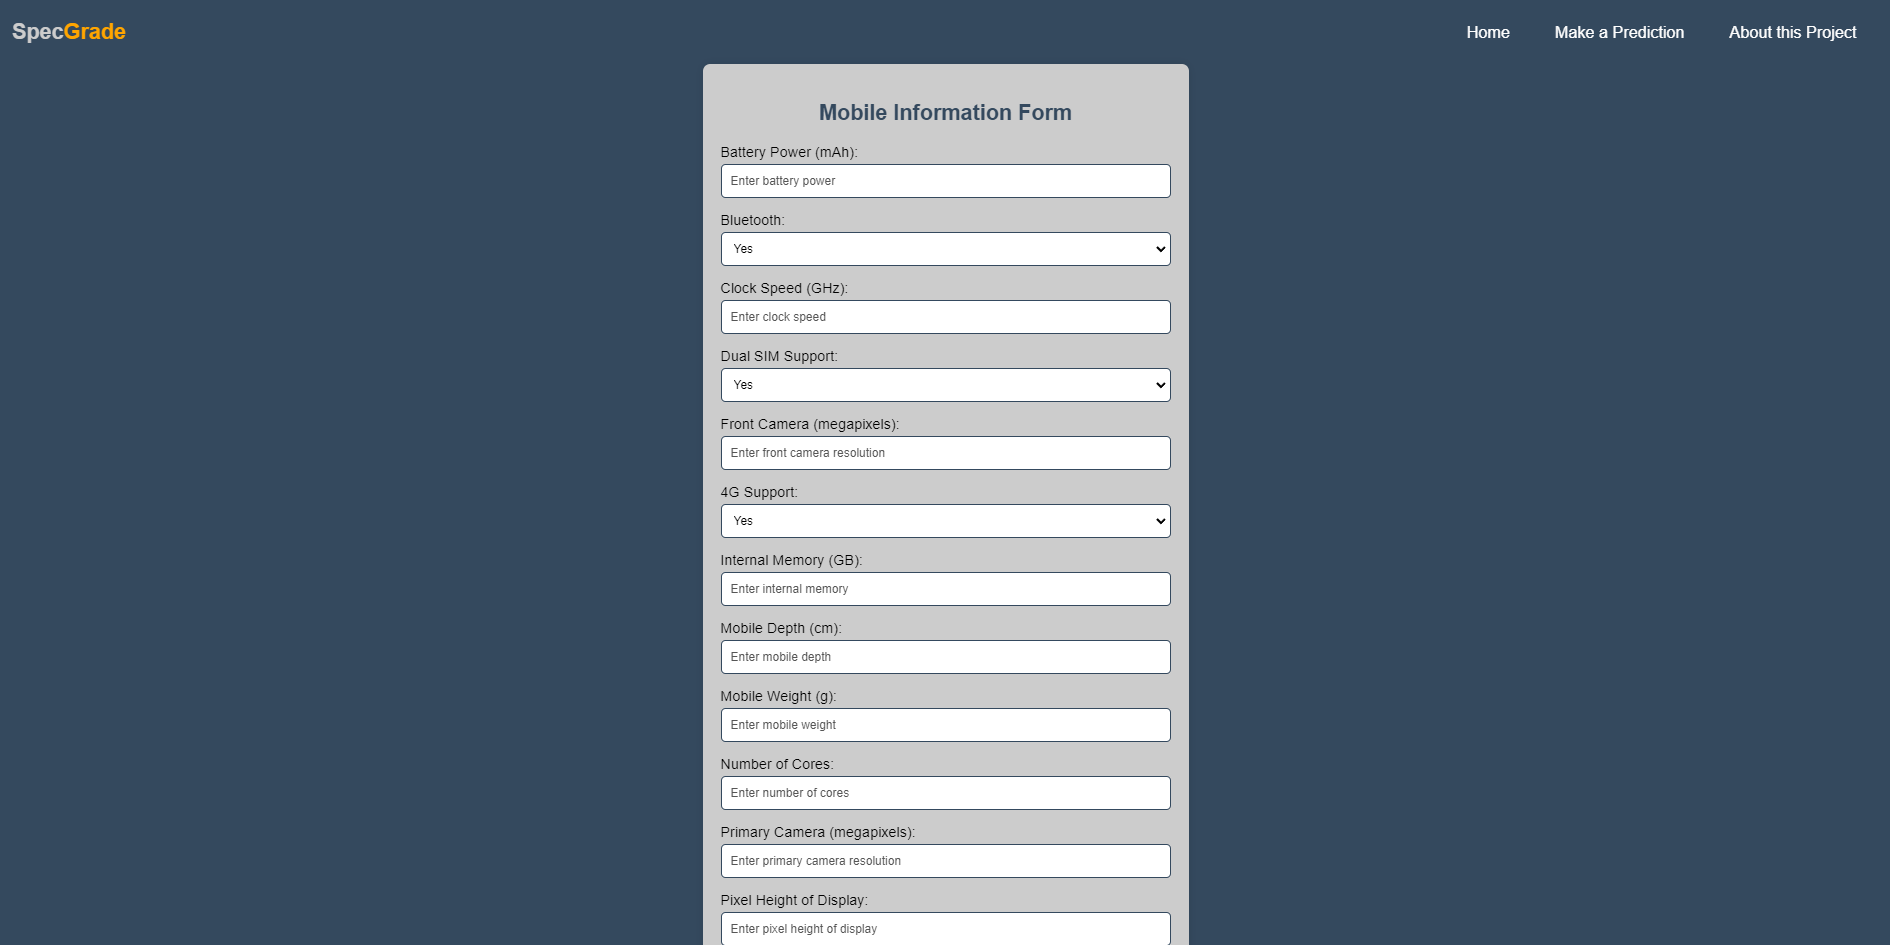 SpecGrade
Home Make a Prediction About this Project
Mobile Information Form
Battery Power (mAh):
Enter battery power
Bluetooth:
Yes
Clock Speed (GHz):
Enter clock speed
Dual SIM Support:
Yes
Front Camera (megapixels):
Enter front camera resolution
4G Support:
Yes
Internal Memory (GB):
Enter internal memory
Mobile Depth (cm):
Enter mobile depth
Mobile Weight (g):
Enter mobile weight
Number of Cores:
Enter number of cores
Primary Camera (megapixels):
Enter primary camera resolution
Pixel Height of Display:
Enter pixel height of display